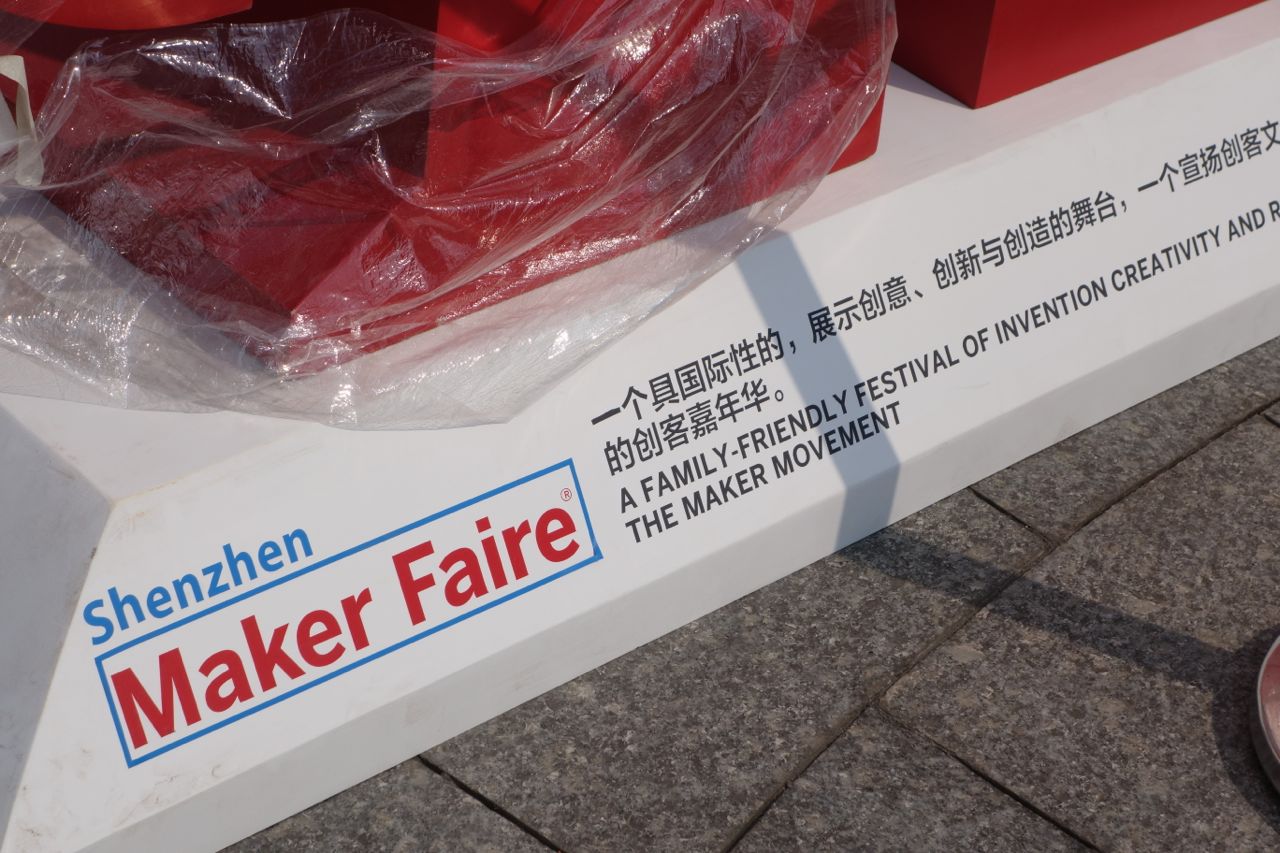 Shenzhen
Maker Faire®
一个具国际性的，展示创意、创新与创造的舞台，一个宣扬创客文
的创客嘉年华。
A FAMILY-FRIENDLY FESTIVAL OF INVENTION CREATIVITY AND R
THE MAKER MOVEMENT